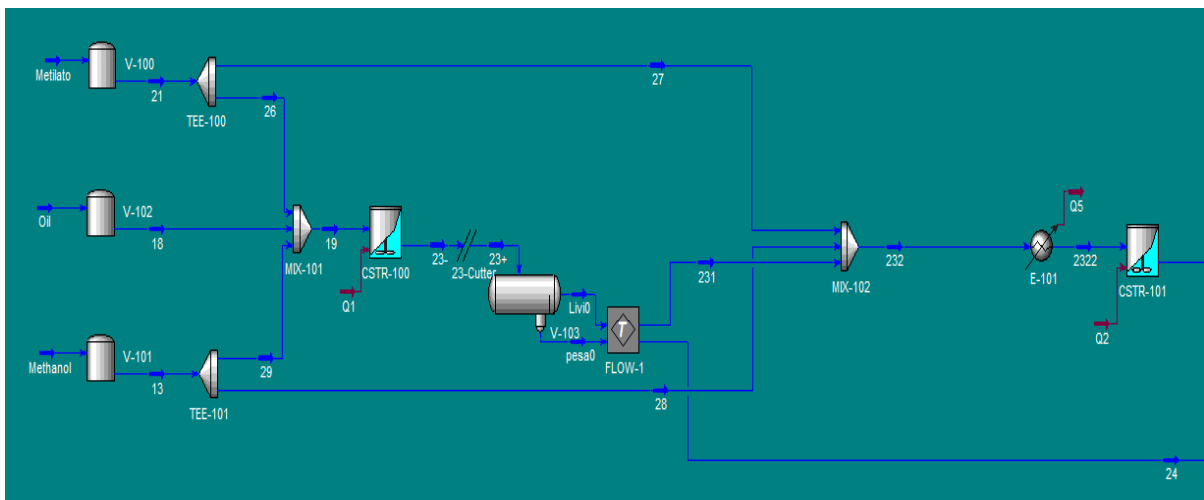 Metilato
V-100
21
TEE-100
26
27
Oil
V-102
18
MIX-101
19
CSTR-100
Q1
23-
23-Cutter
23+
V-103
Livi0
pesa0
T
FLOW-1
231
MIX-102
232
E-101
Q5
2322
CSTR-101
Q2
Methanol
V-101
13
TEE-101
29
28
24